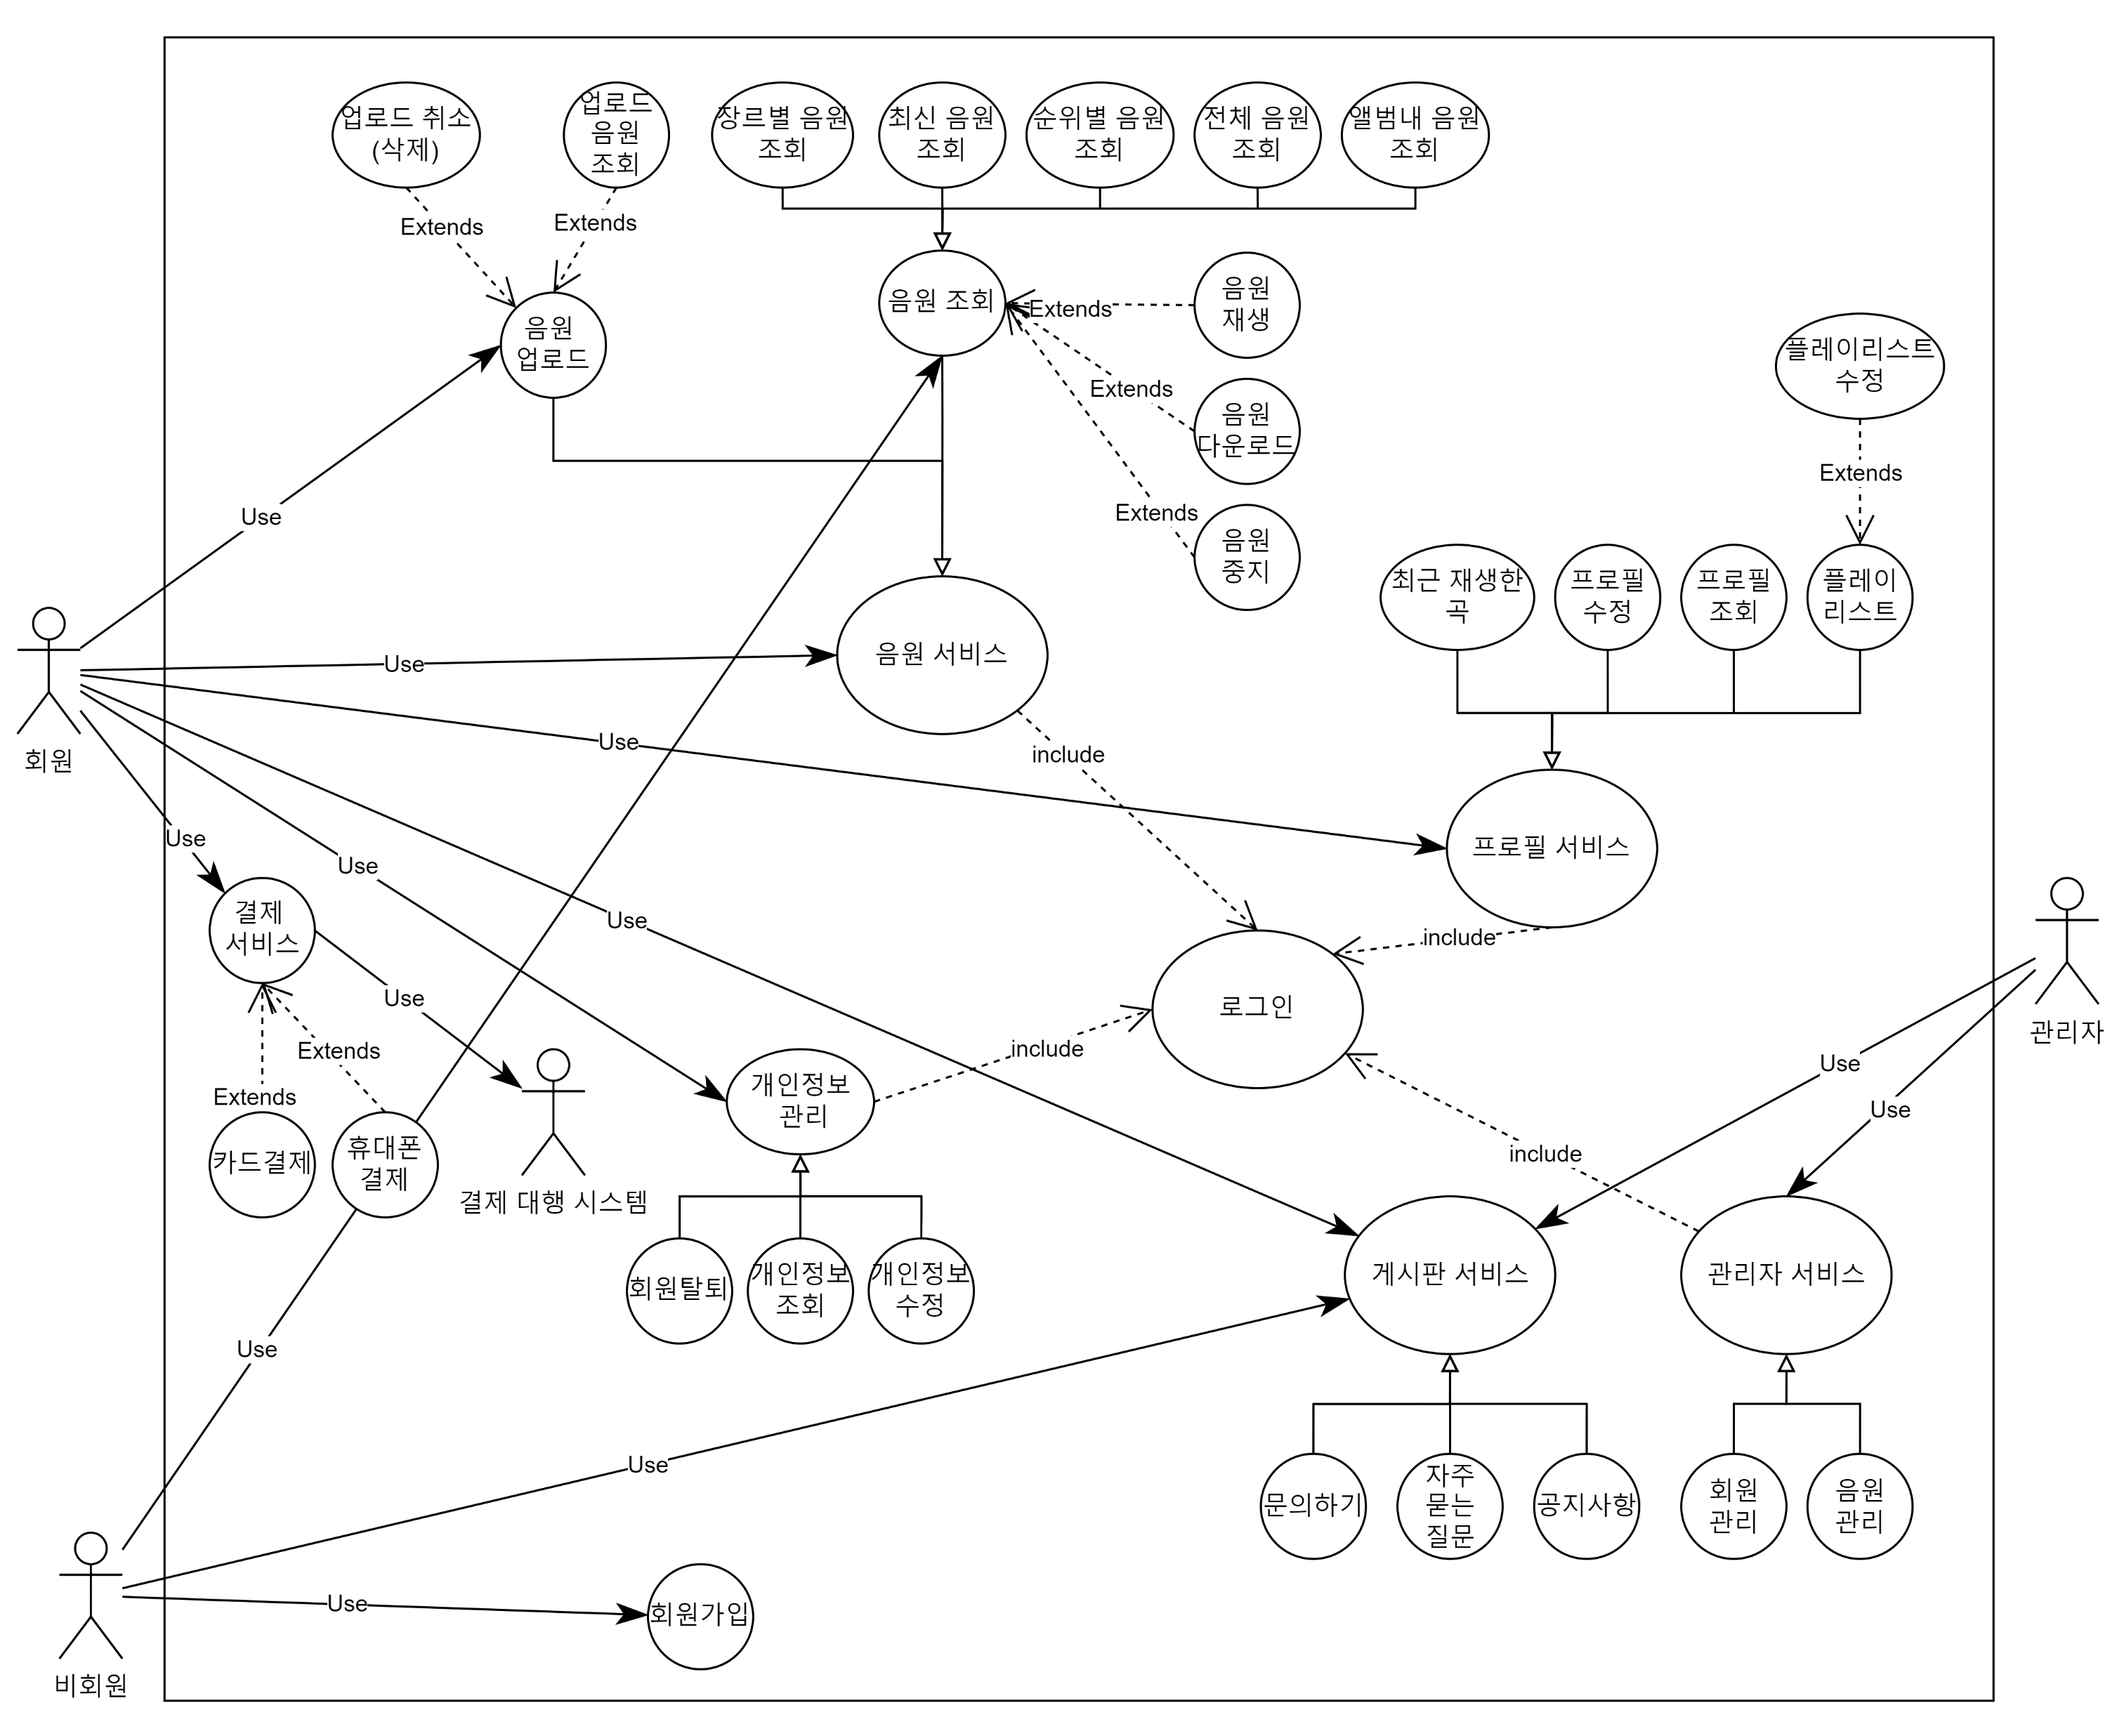 업로드 취소
(삭제)
업로드
음원
조회
장르별 음원
조회
최신 음원
조회
순위별 음원
조회
전체 음원
조회
앨범내 음원
조회
Extends
Extends
음원
업로드
음원 조회
Extends
음원
재생
Extends
음원
다운로드
Extends
음원
중지
플레이리스트
수정
Extends
최근 재생한
곡
프로필
수정
프로필
조회
플레이
리스트
Use
Use
음원 서비스
회원
Use
include
프로필 서비스
Use
Use
Use
결제
서비스
include
로그인
관리자
Use
Extends
include
Use
Extends
개인정보
관리
Use
카드결제
휴대폰
결제
결제 대행 시스템
include
회원탈퇴
개인정보
조회
개인정보
수정
게시판 서비스
관리자 서비스
Use
Use
문의하기
자주
묻는
질문
공지사항
회원
관리
음원
관리
Use
회원가입
비회원